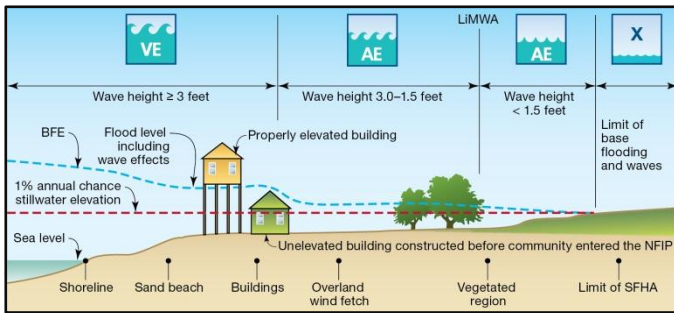 VE
AE
LiMWA
AE
X
Wave height ≥ 3 feet
Wave height 3.0–1.5 feet
Wave height
< 1.5 feet
Limit of
base
flooding
and waves
BFE
Flood level
including
wave effects
Properly elevated building
1% annual chance
stillwater elevation
Sea level
Unelevated building constructed before community entered the NFIP
Shoreline
Sand beach
Buildings
Overland
wind fetch
Vegetated
region
Limit of SFHA